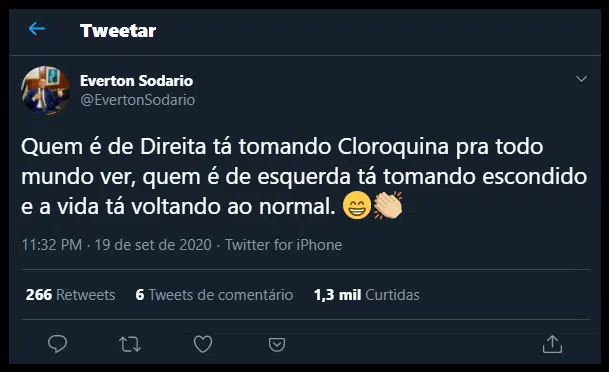 Tweetar
Everton Sodario
@EvertonSodario
Quem é de Direita tá tomando Cloroquina pra todo
mundo ver, quem é de esquerda tá tomando escondido
e a vida tá voltando ao normal. 😁👏🏼
11:32 PM · 19 de set de 2020 · Twitter for iPhone
266 Retweets 6 Tweets de comentário 1,3 mil Curtidas